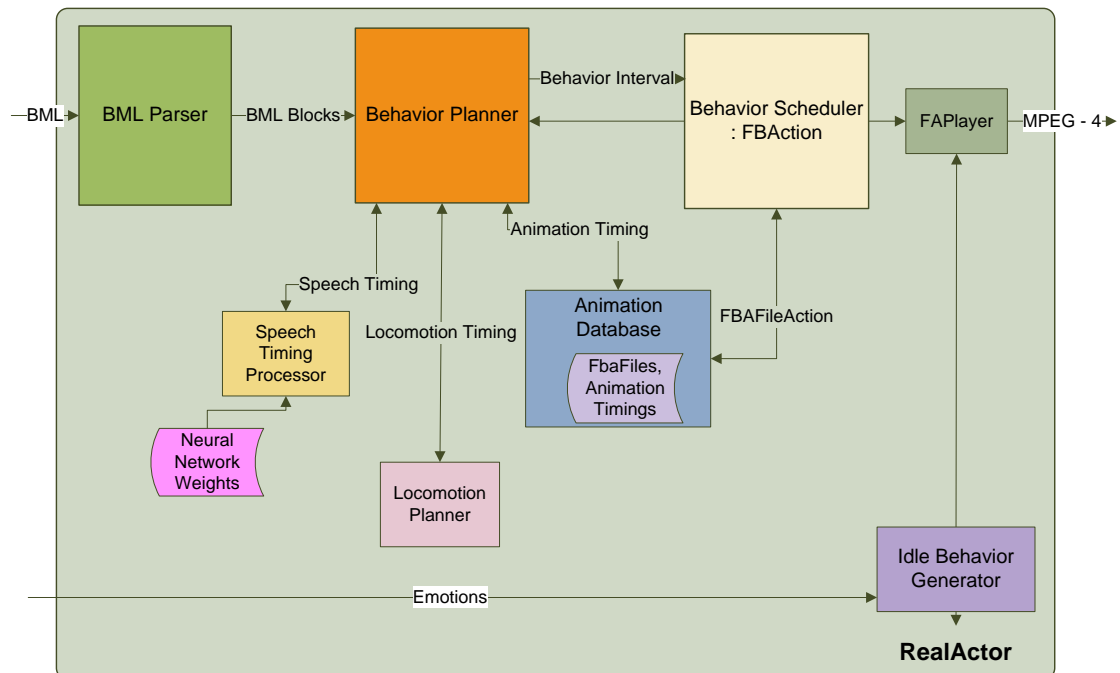 BML
BML Parser
BML Blocks
Behavior Planner
Behavior Interval
Behavior Scheduler
: FBAction
FAPlayer
MPEG - 4
Animation Timing
Speech Timing
Locomotion Timing
Speech
Timing
Processor
Animation
Database
FbaFiles,
Animation
Timings
FBAFileAction
Neural
Network
Weights
Locomotion
Planner
Idle Behavior
Generator
Emotions
RealActor